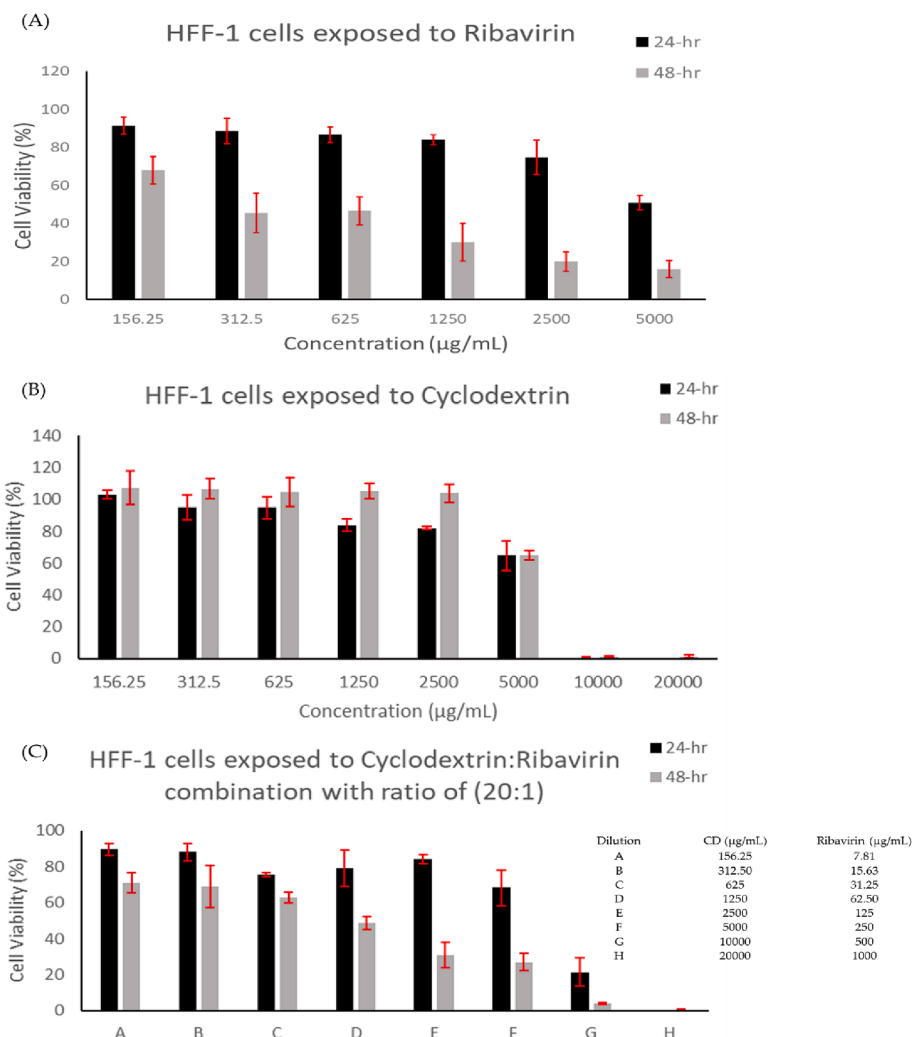 (A)
HFF-1 cells exposed to Ribavirin
24-hr
48-hr
120
100
80
60
40
20
0
Cell Viability (%)
156.25 312.5 625 1250 2500 5000
Concentration (µg/mL)
(B)
HFF-1 cells exposed to Cyclodextrin
24-hr
48-hr
140
120
100
80
60
40
20
0
Cell Viability (%)
156.25 312.5 625 1250 2500 5000 10000 20000
Concentration (µg/mL)
(C)
HFF-1 cells exposed to Cyclodextrin:Ribavirin
combination with ratio of (20:1)
24-hr
48-hr
100
80
60
40
20
0
Cell Viability (%)
A B C D E F G H
Dilution CD (µg/mL) Ribavirin (µg/mL)
A 156.25 7.81
B 312.50 15.63
C 625 31.25
D 1250 62.50
E 2500 125
F 5000 250
G 10000 500
H 20000 1000